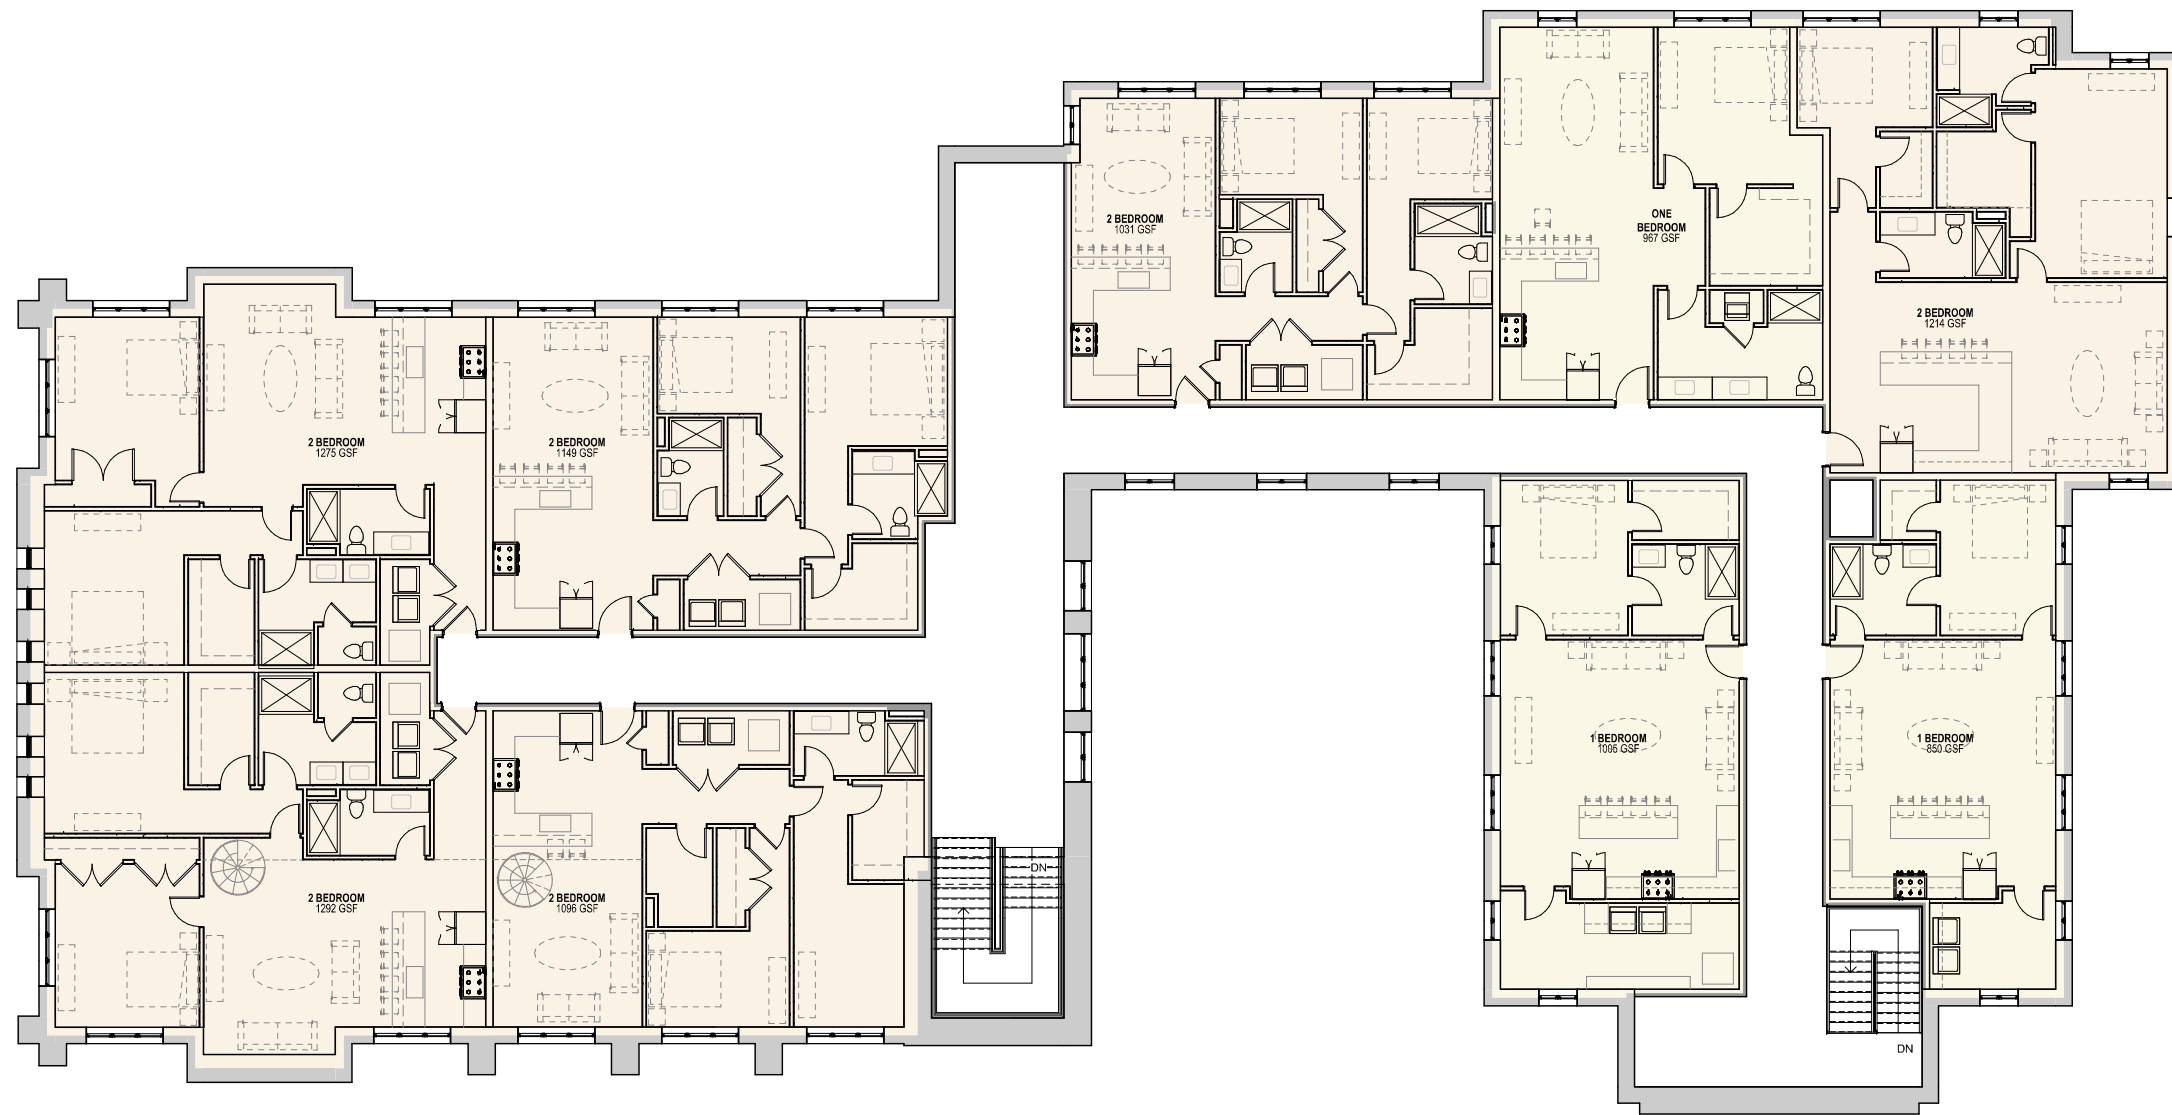 2 BEDROOM
1031 GSF
ONE
BEDROOM
967 GSF
2 BEDROOM
1214 GSF
2 BEDROOM
1275 GSF
2 BEDROOM
1149 GSF
1 BEDROOM
1095 GSF
1 BEDROOM
850 GSF
2 BEDROOM
1292 GSF
2 BEDROOM
1096 GSF
DN
DN